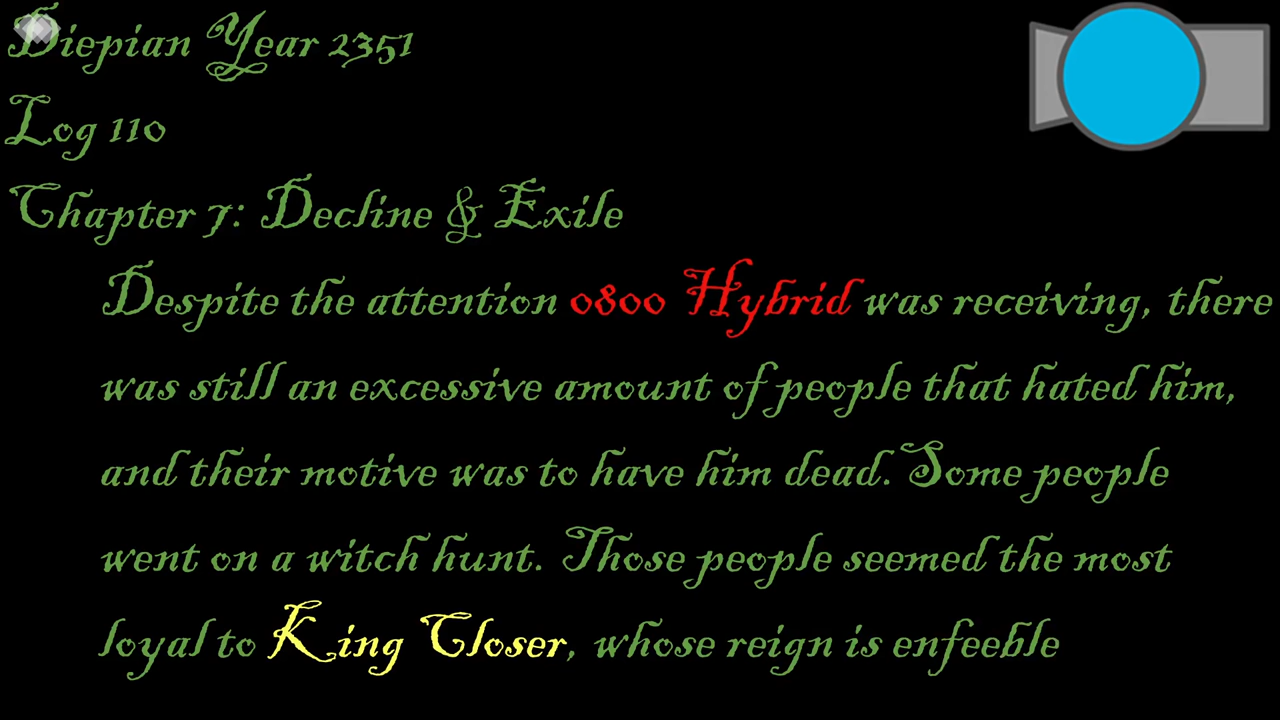 Diepian Year 2351
Log 110
Chapter 7: Decline & Exile
Despite the attention 0800 Hybrid was receiving, there
was still an excessive amount of people that hated him,
and their motive was to have him dead. Some people
went on a witch hunt. Those people seemed the most
loyal to King Closer, whose reign is enfeeble